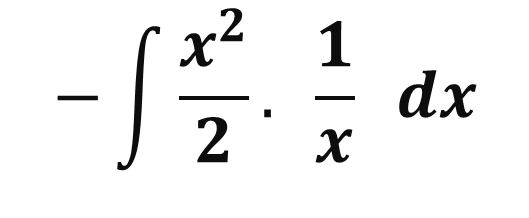 − ∫ x²/2 . 1/x dx